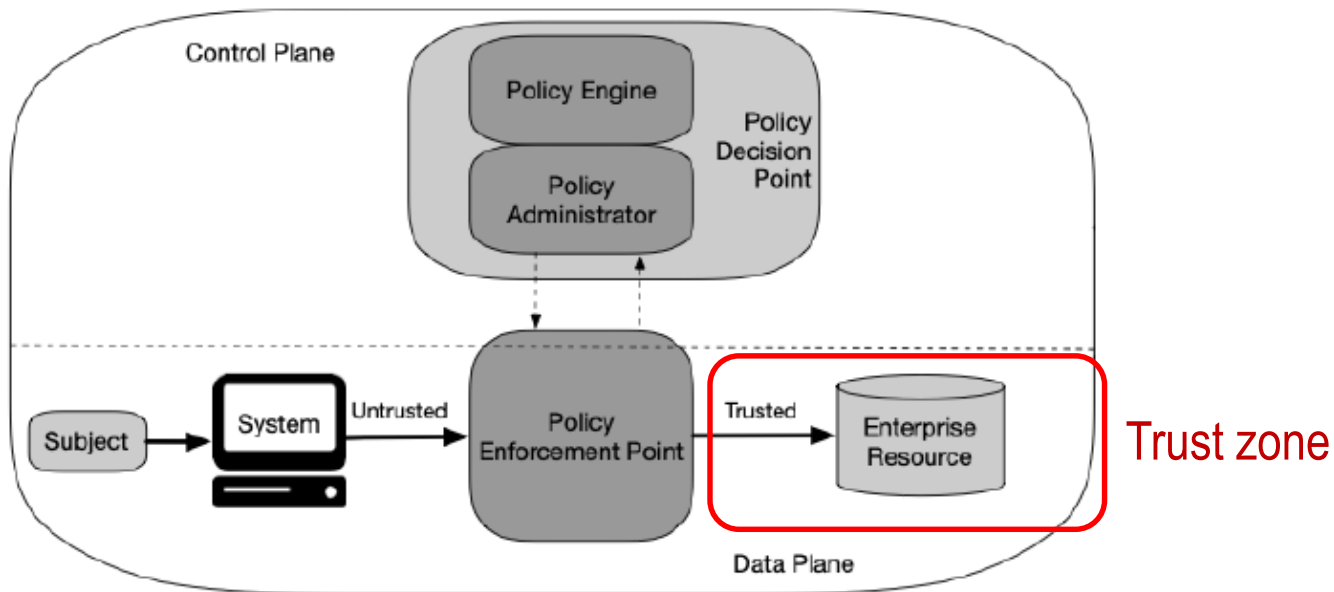 Control Plane
Policy Engine
Policy
Decision
Point
Policy
Administrator
Subject
System
Untrusted
Policy
Enforcement Point
Trusted
Enterprise
Resource
Trust zone
Data Plane